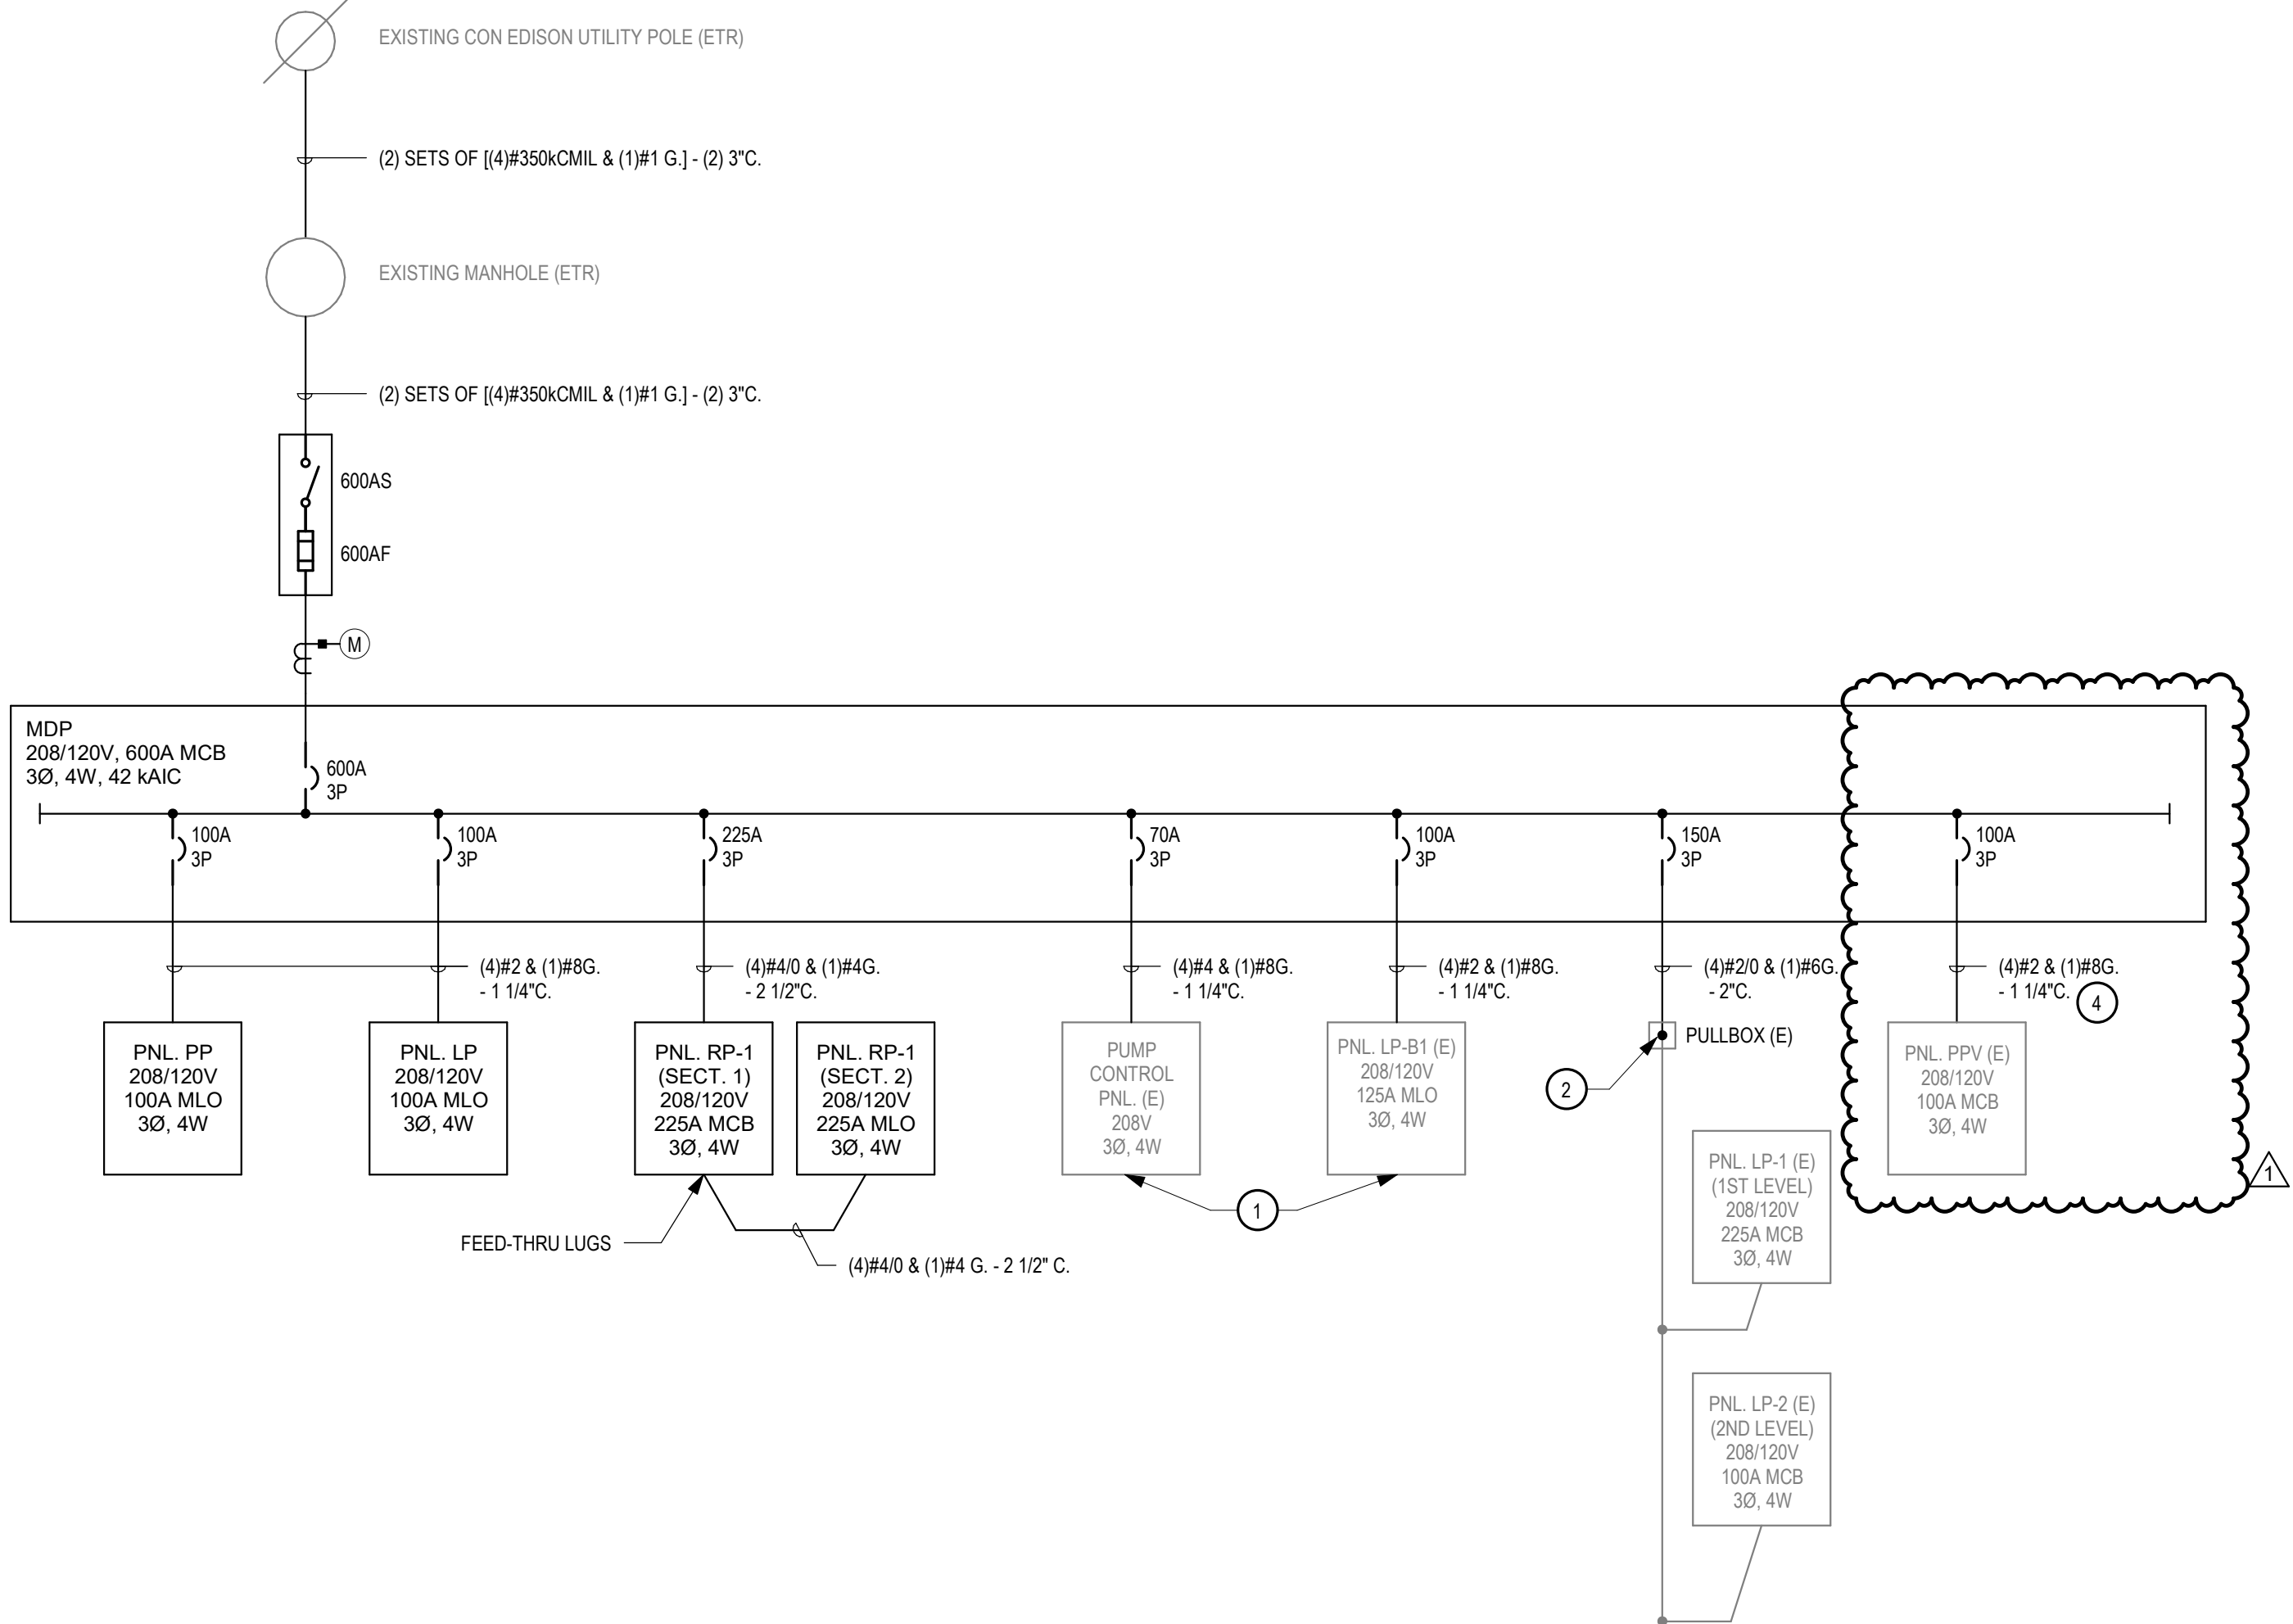 EXISTING CON EDISON UTILITY POLE (ETR)
(2) SETS OF [(4)#350kCMIL & (1)#1 G.] - (2) 3"C.
EXISTING MANHOLE (ETR)
(2) SETS OF [(4)#350kCMIL & (1)#1 G.] - (2) 3"C.
600AS
600AF
M
MDP
208/120V, 600A MCB
3Ø, 4W, 42 kAIC
600A
3P
100A
3P
100A
3P
225A
3P
70A
3P
100A
3P
150A
3P
100A
3P
(4)#2 & (1)#8G.
- 1 1/4"C.
(4)#4/0 & (1)#4G.
- 2 1/2"C.
(4)#4 & (1)#8G.
- 1 1/4"C.
(4)#2 & (1)#8G.
- 1 1/4"C.
(4)#2/0 & (1)#6G.
- 2"C.
(4)#2 & (1)#8G.
- 1 1/4"C.
4
PNL. PP
208/120V
100A MLO
3Ø, 4W
PNL. LP
208/120V
100A MLO
3Ø, 4W
PNL. RP-1
(SECT. 1)
208/120V
225A MCB
3Ø, 4W
PNL. RP-1
(SECT. 2)
208/120V
225A MLO
3Ø, 4W
PUMP
CONTROL
PNL. (E)
208V
3Ø, 4W
PNL. LP-B1 (E)
208/120V
125A MLO
3Ø, 4W
PULLBOX (E)
2
PNL. PPV (E)
208/120V
100A MCB
3Ø, 4W
1
1
FEED-THRU LUGS
(4)#4/0 & (1)#4 G. - 2 1/2" C.
PNL. LP-1 (E)
(1ST LEVEL)
208/120V
225A MCB
3Ø, 4W
PNL. LP-2 (E)
(2ND LEVEL)
208/120V
100A MCB
3Ø, 4W